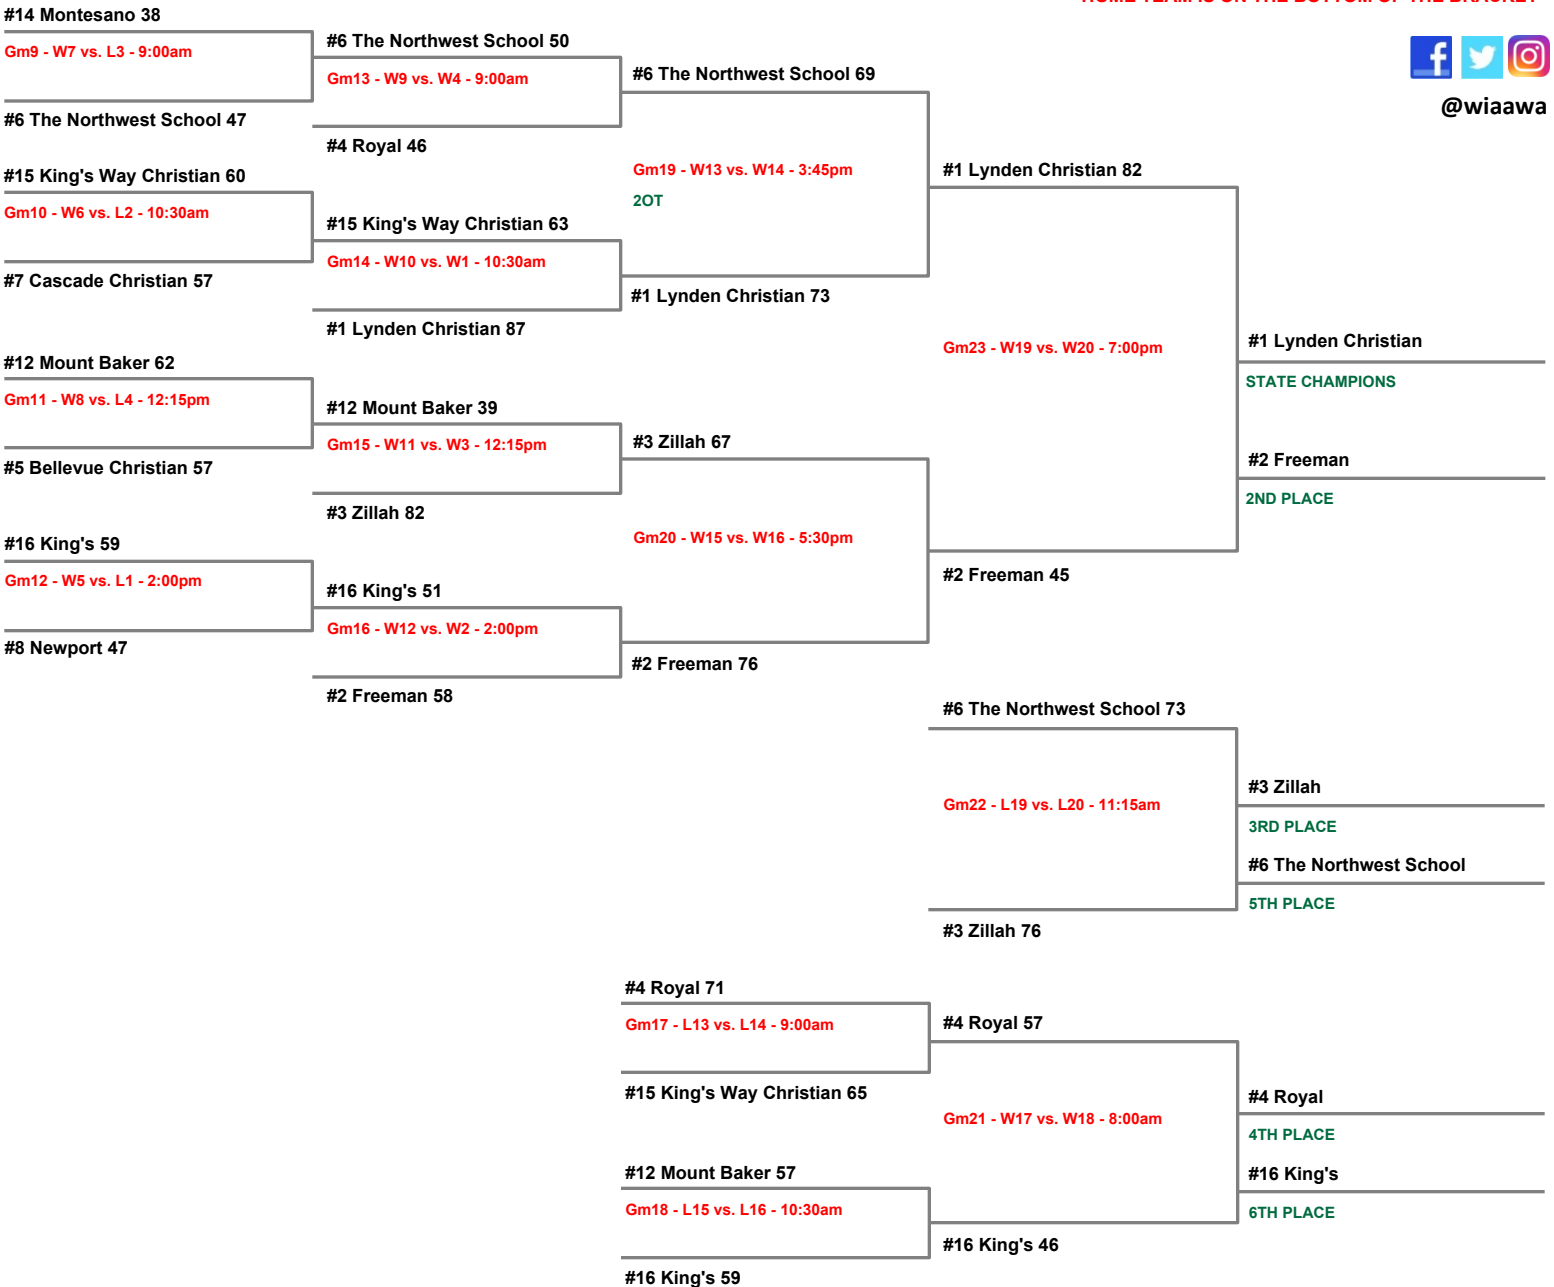 HOME TEAM IS ON THE BOTTOM OF THE BRACKET
@wiaawa
#14 Montesano 38
Gm9 - W7 vs. L3 - 9:00am
#6 The Northwest School 47
#15 King's Way Christian 60
Gm10 - W6 vs. L2 - 10:30am
#7 Cascade Christian 57
#12 Mount Baker 62
Gm11 - W8 vs. L4 - 12:15pm
#5 Bellevue Christian 57
#16 King's 59
Gm12 - W5 vs. L1 - 2:00pm
#8 Newport 47
#6 The Northwest School 50
Gm13 - W9 vs. W4 - 9:00am
#4 Royal 46
#15 King's Way Christian 63
Gm14 - W10 vs. W1 - 10:30am
#1 Lynden Christian 87
#12 Mount Baker 39
Gm15 - W11 vs. W3 - 12:15pm
#3 Zillah 82
#16 King's 51
Gm16 - W12 vs. W2 - 2:00pm
#2 Freeman 58
#6 The Northwest School 69
Gm19 - W13 vs. W14 - 3:45pm
2OT
#1 Lynden Christian 73
#3 Zillah 67
Gm20 - W15 vs. W16 - 5:30pm
#2 Freeman 76
#1 Lynden Christian 82
Gm23 - W19 vs. W20 - 7:00pm
#2 Freeman 45
#1 Lynden Christian
STATE CHAMPIONS
#2 Freeman
2ND PLACE
#6 The Northwest School 73
Gm22 - L19 vs. L20 - 11:15am
#3 Zillah 76
#3 Zillah
3RD PLACE
#6 The Northwest School
5TH PLACE
#4 Royal 71
Gm17 - L13 vs. L14 - 9:00am
#15 King's Way Christian 65
#12 Mount Baker 57
Gm18 - L15 vs. L16 - 10:30am
#16 King's 59
#4 Royal 57
Gm21 - W17 vs. W18 - 8:00am
#16 King's 46
#4 Royal
4TH PLACE
#16 King's
6TH PLACE